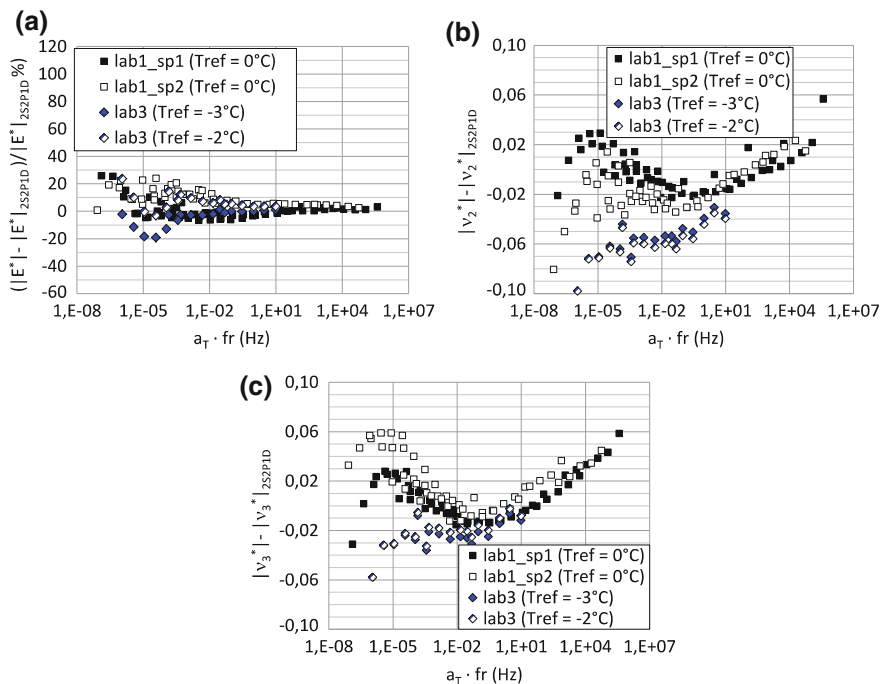 (a)
(|E*| - |E*|2S2P1D) / |E*|2S2P1D %)
120
100
80
60
40
20
0
-20
-40
-60
lab1_sp1 (Tref = 0°C)
lab1_sp2 (Tref = 0°C)
lab3 (Tref = -3°C)
lab3 (Tref = -2°C)
1,E-08 1,E-05 1,E-02 1,E+01 1,E+04 1,E+07
aT · fr (Hz)
(b)
|ν2*| - |ν2*|2S2P1D
0,10
0,06
0,02
-0,02
-0,06
-0,10
lab1_sp1 (Tref = 0°C)
lab1_sp2 (Tref = 0°C)
lab3 (Tref = -3°C)
lab3 (Tref = -2°C)
1,E-08 1,E-05 1,E-02 1,E+01 1,E+04 1,E+07
aT · fr (Hz)
(c)
|ν3*| - |ν3*|2S2P1D
0,10
0,06
0,02
-0,02
-0,06
-0,10
lab1_sp1 (Tref = 0°C)
lab1_sp2 (Tref = 0°C)
lab3 (Tref = -3°C)
lab3 (Tref = -2°C)
1,E-08 1,E-05 1,E-02 1,E+01 1,E+04 1,E+07
aT · fr (Hz)